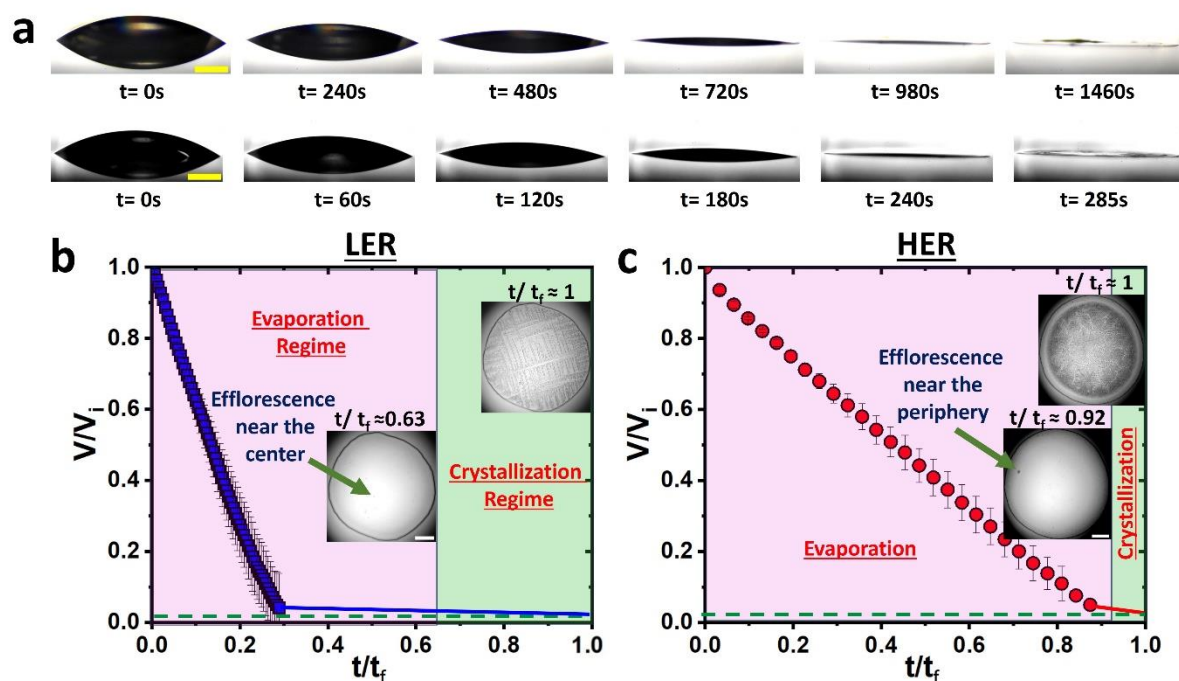 a
t= 0s
t= 240s
t= 480s
t= 720s
t= 980s
t= 1460s
t= 0s
t= 60s
t= 120s
t= 180s
t= 240s
t= 285s
b
LER
1.0
0.8
0.6
0.4
0.2
0.0
V/Vi
Evaporation
Regime
Efflorescence
near the
center
t/ tf ≈0.63
t/ tf ≈ 1
Crystallization
Regime
0.0 0.2 0.4 0.6 0.8 1.0
t/tf
c
HER
1.0
0.8
0.6
0.4
0.2
0.0
V/Vi
t/ tf ≈ 1
Efflorescence
near the
periphery
t/ tf ≈ 0.92
Evaporation
Crystallization
0.0 0.2 0.4 0.6 0.8 1.0
t/tf